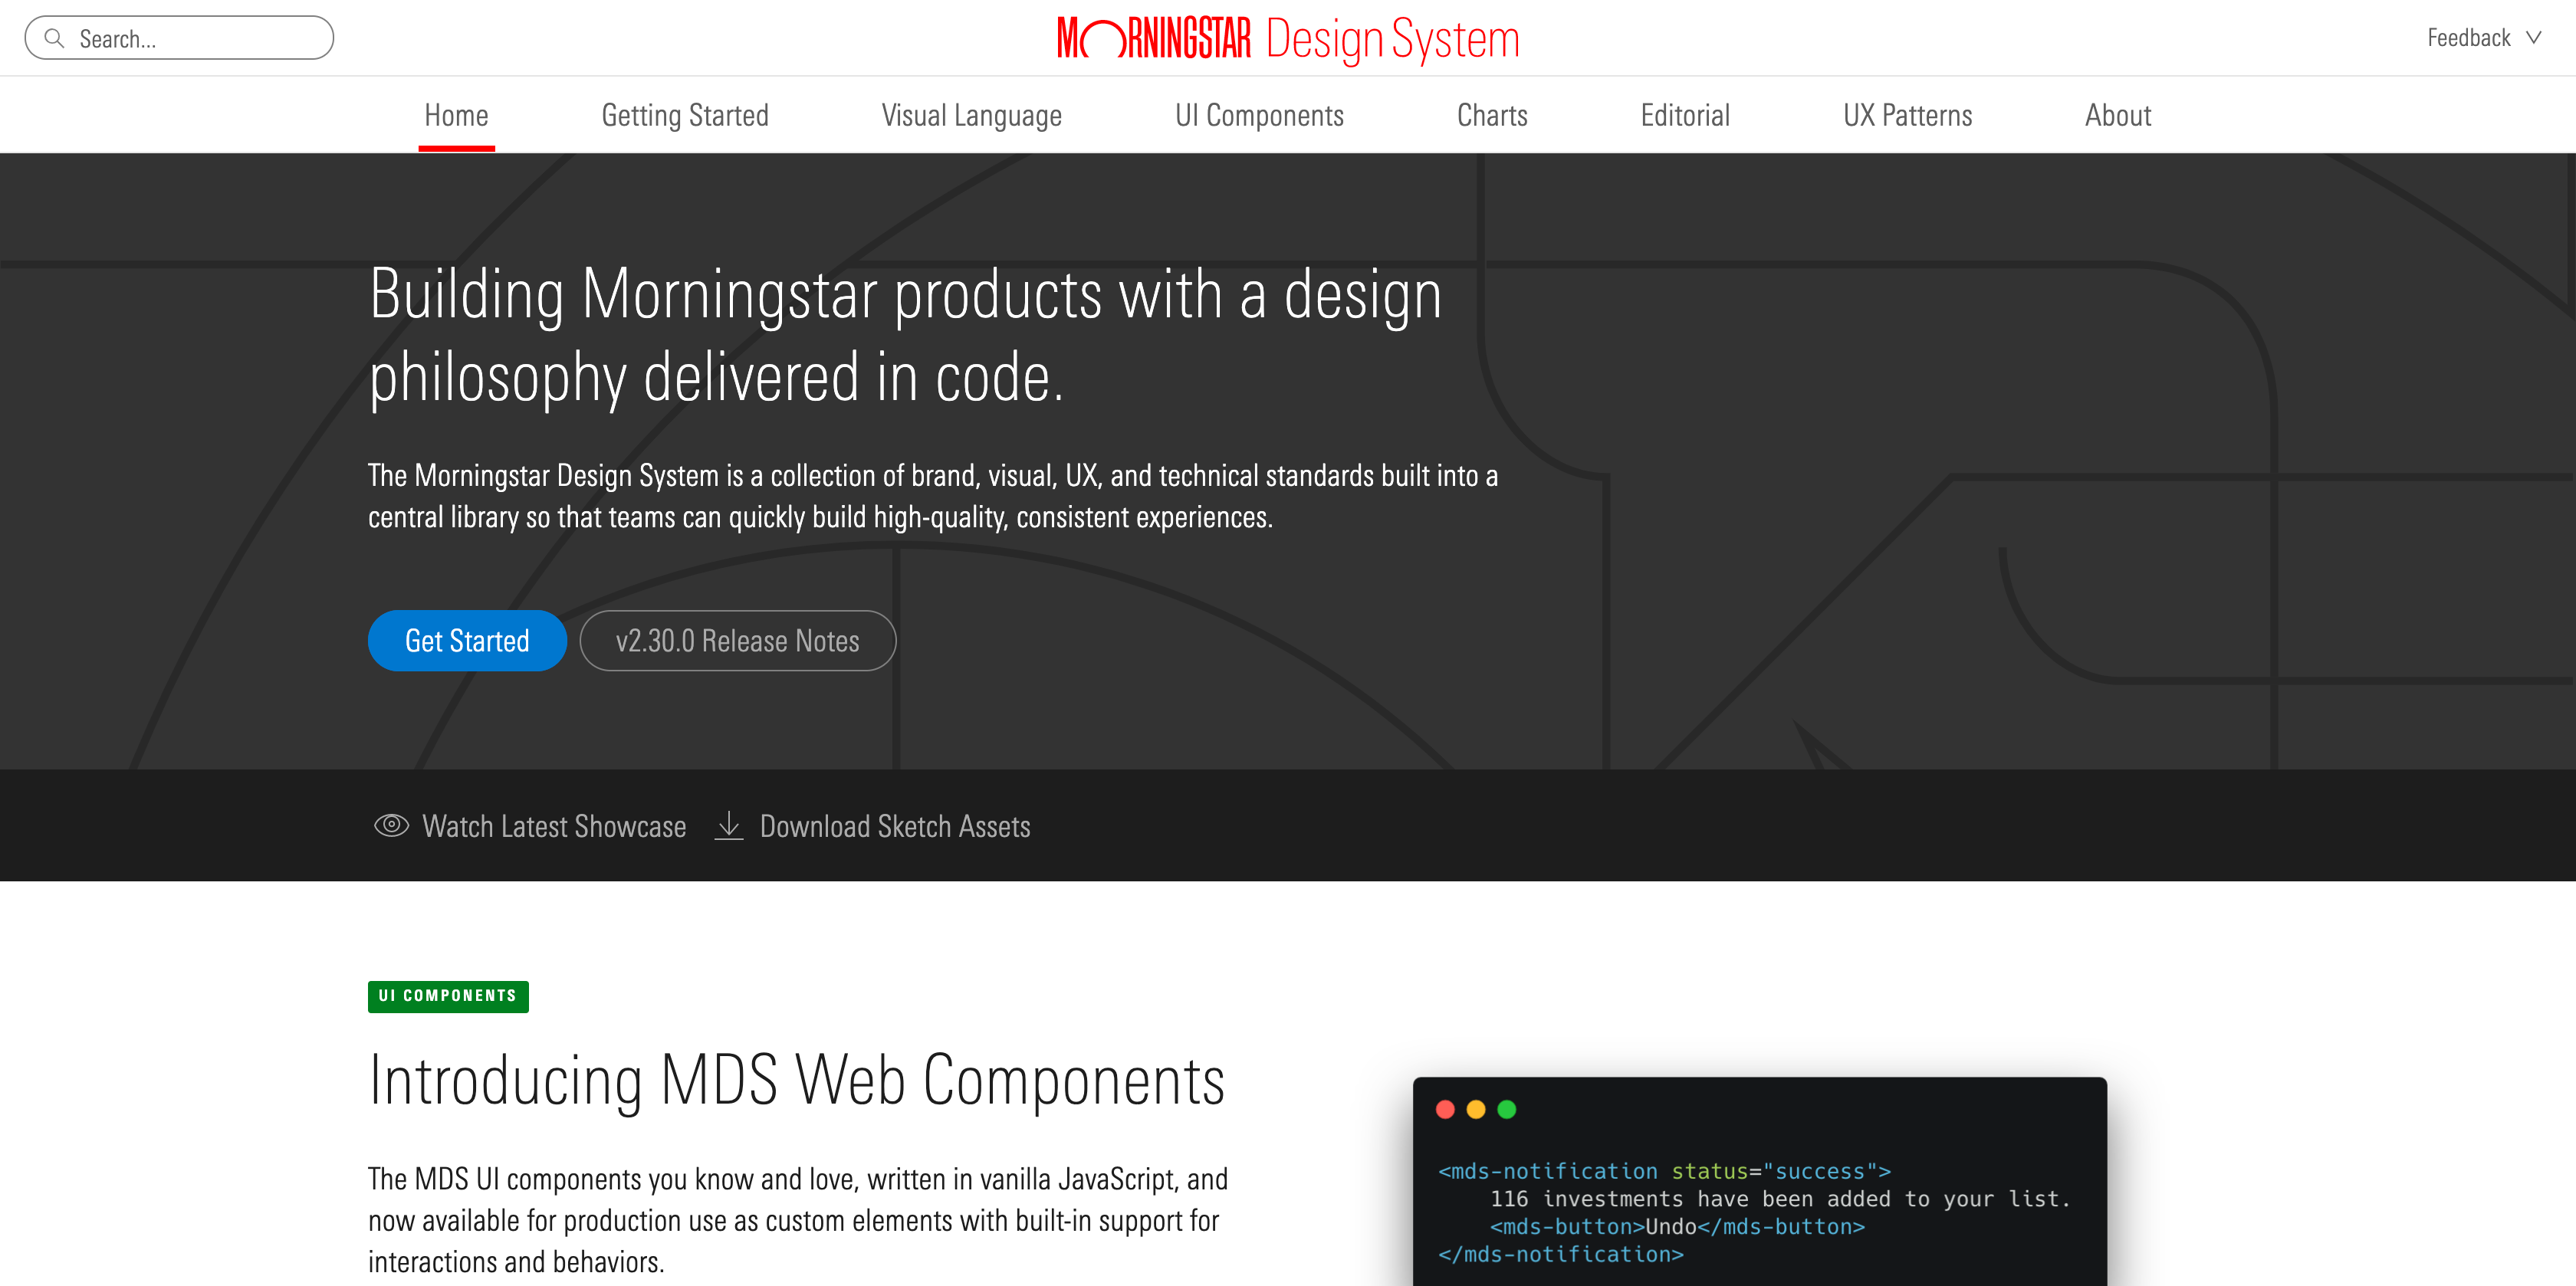 Search...
MORNINGSTAR Design System
Feedback
Home
Getting Started
Visual Language
UI Components
Charts
Editorial
UX Patterns
About
Building Morningstar products with a design
philosophy delivered in code.
The Morningstar Design System is a collection of brand, visual, UX, and technical standards built into a
central library so that teams can quickly build high-quality, consistent experiences.
Get Started
v2.30.0 Release Notes
Watch Latest Showcase
Download Sketch Assets
UI COMPONENTS
Introducing MDS Web Components
The MDS UI components you know and love, written in vanilla JavaScript, and
now available for production use as custom elements with built-in support for
interactions and behaviors.
<mds-notification status="success">
116 investments have been added to your list.
<mds-button>Undo</mds-button>
</mds-notification>